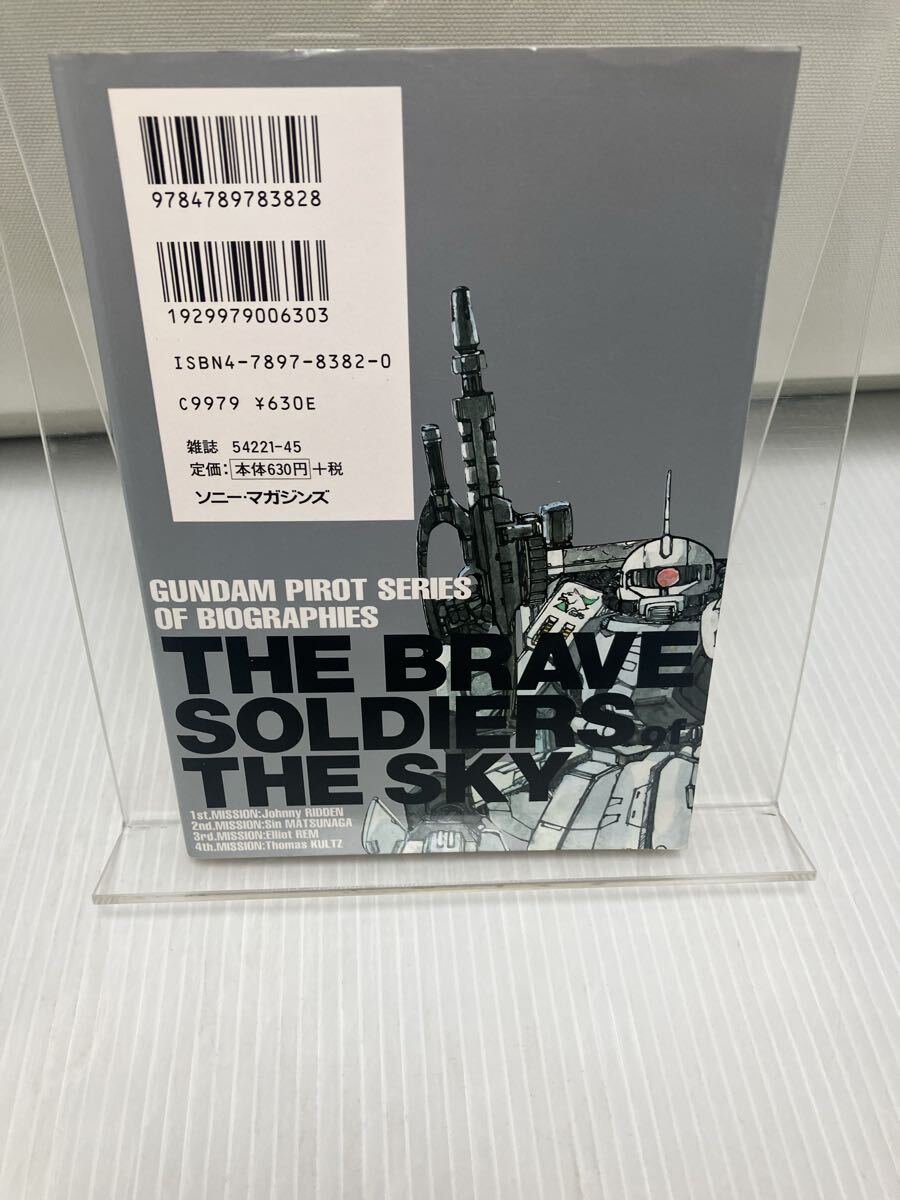 9784789783828
1929979006303
ISBN4-7897-8382-0
C9979 ¥630E
雑誌 54221-45
定価:本体630円+税
ソニー・マガジンズ
GUNDAM PIROT SERIES
OF BIOGRAPHIES
THE BRAVE
SOLDIERS of
THE SKY
1st.MISSION:Johnny RIDDEN
2nd.MISSION:Sin MATSUNAGA
3rd.MISSION:Elliot REM
4th.MISSION:Thomas KULTZ